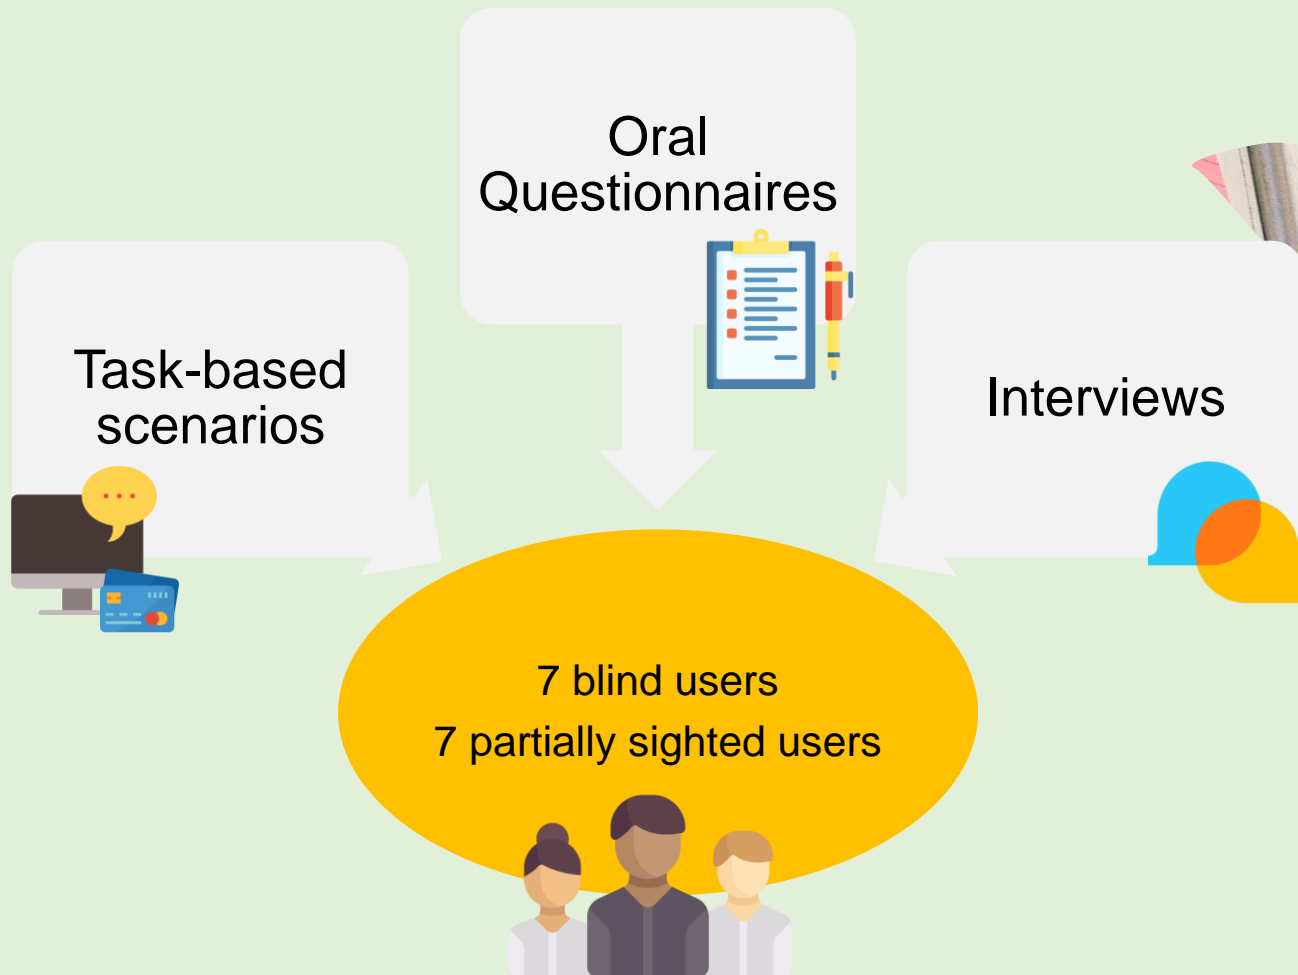 Oral
Questionnaires
Task-based
scenarios
Interviews
7 blind users
7 partially sighted users